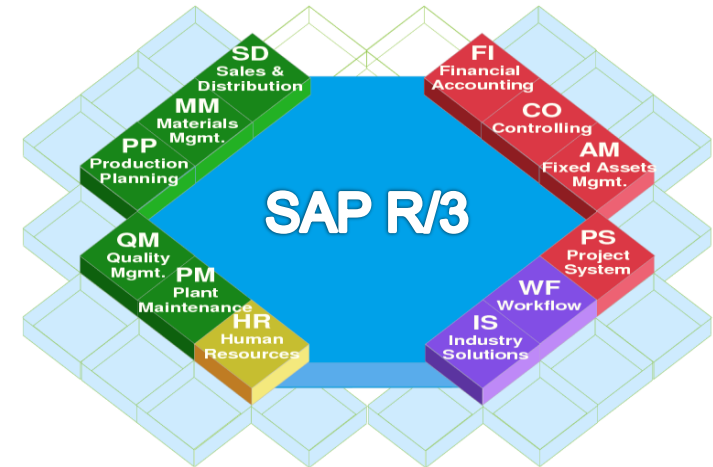 SD
Sales &
Distribution
MM
Materials
Mgmt.
PP
Production
Planning
FI
Financial
Accounting
CO
Controlling
AM
Fixed Assets
Mgmt.
SAP R/3
QM
Quality
Mgmt.
PM
Plant
Maintenance
HR
Human
Resources
PS
Project
System
WF
Workflow
IS
Industry
Solutions